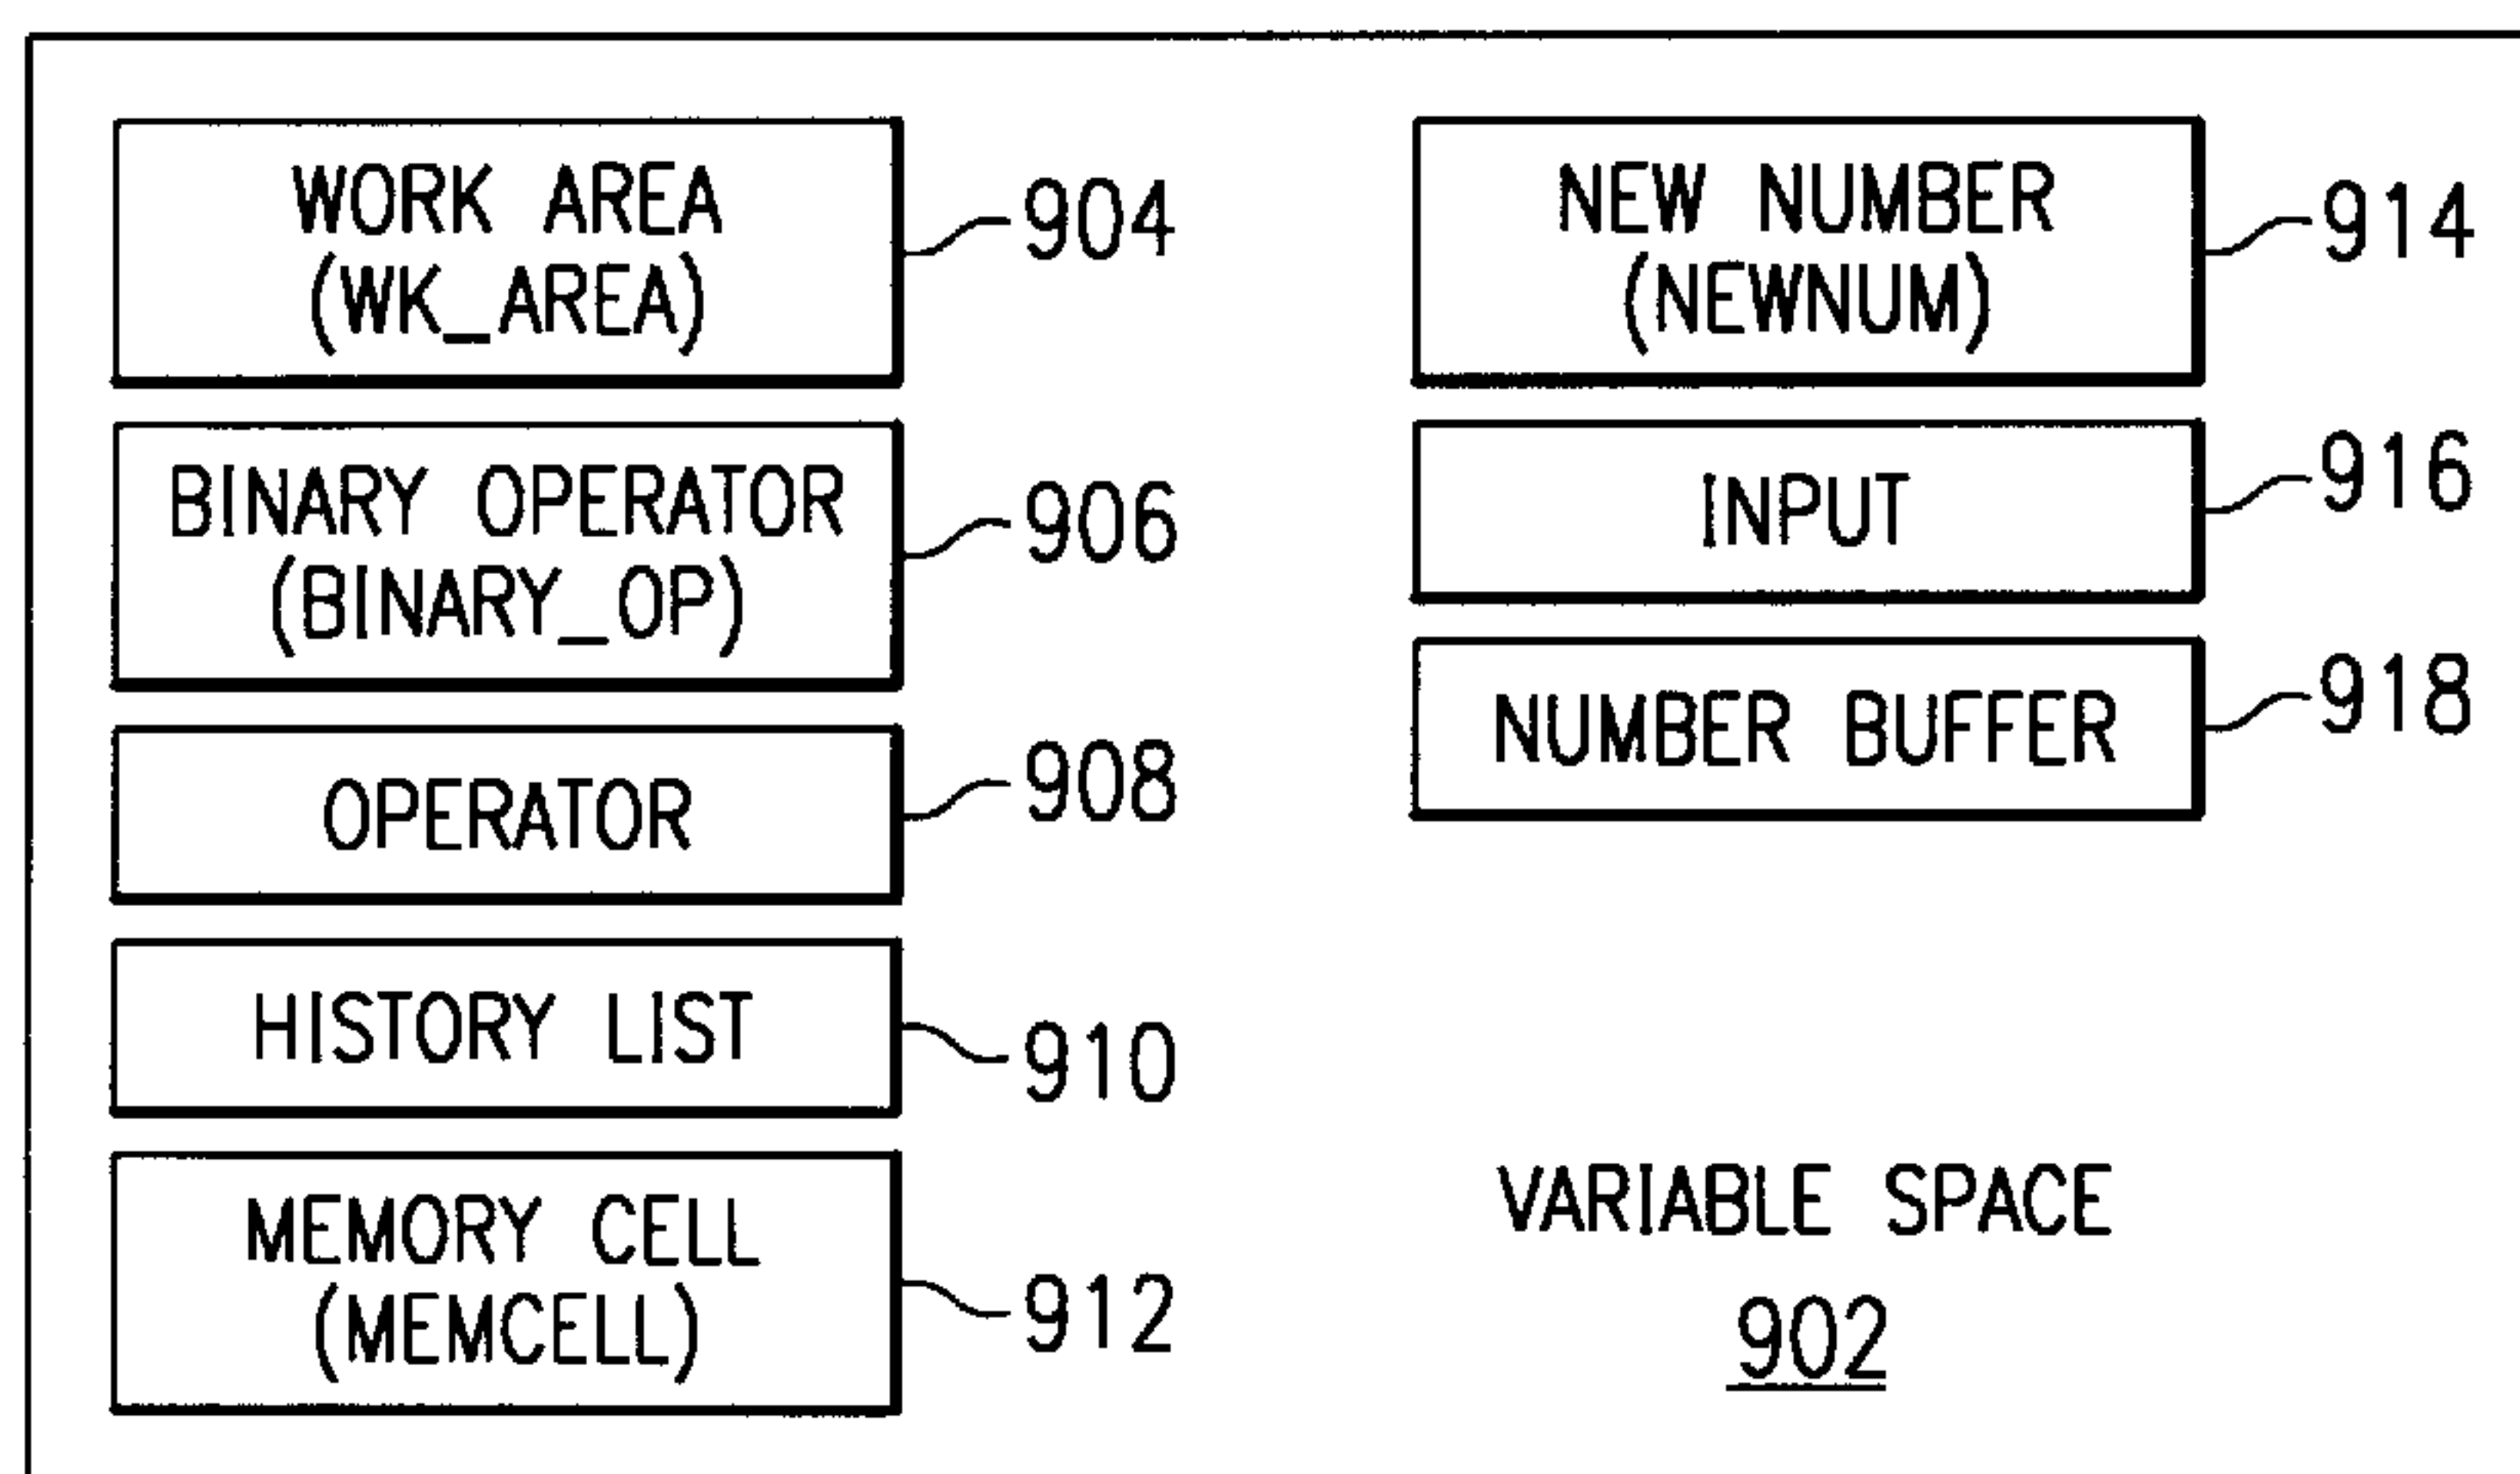 WORK AREA
(WK_AREA)
904
BINARY OPERATOR
(BINARY_OP)
906
OPERATOR
908
HISTORY LIST
910
MEMORY CELL
(MEMCELL)
912
NEW NUMBER
(NEWNUM)
914
INPUT
916
NUMBER BUFFER
918
VARIABLE SPACE
902